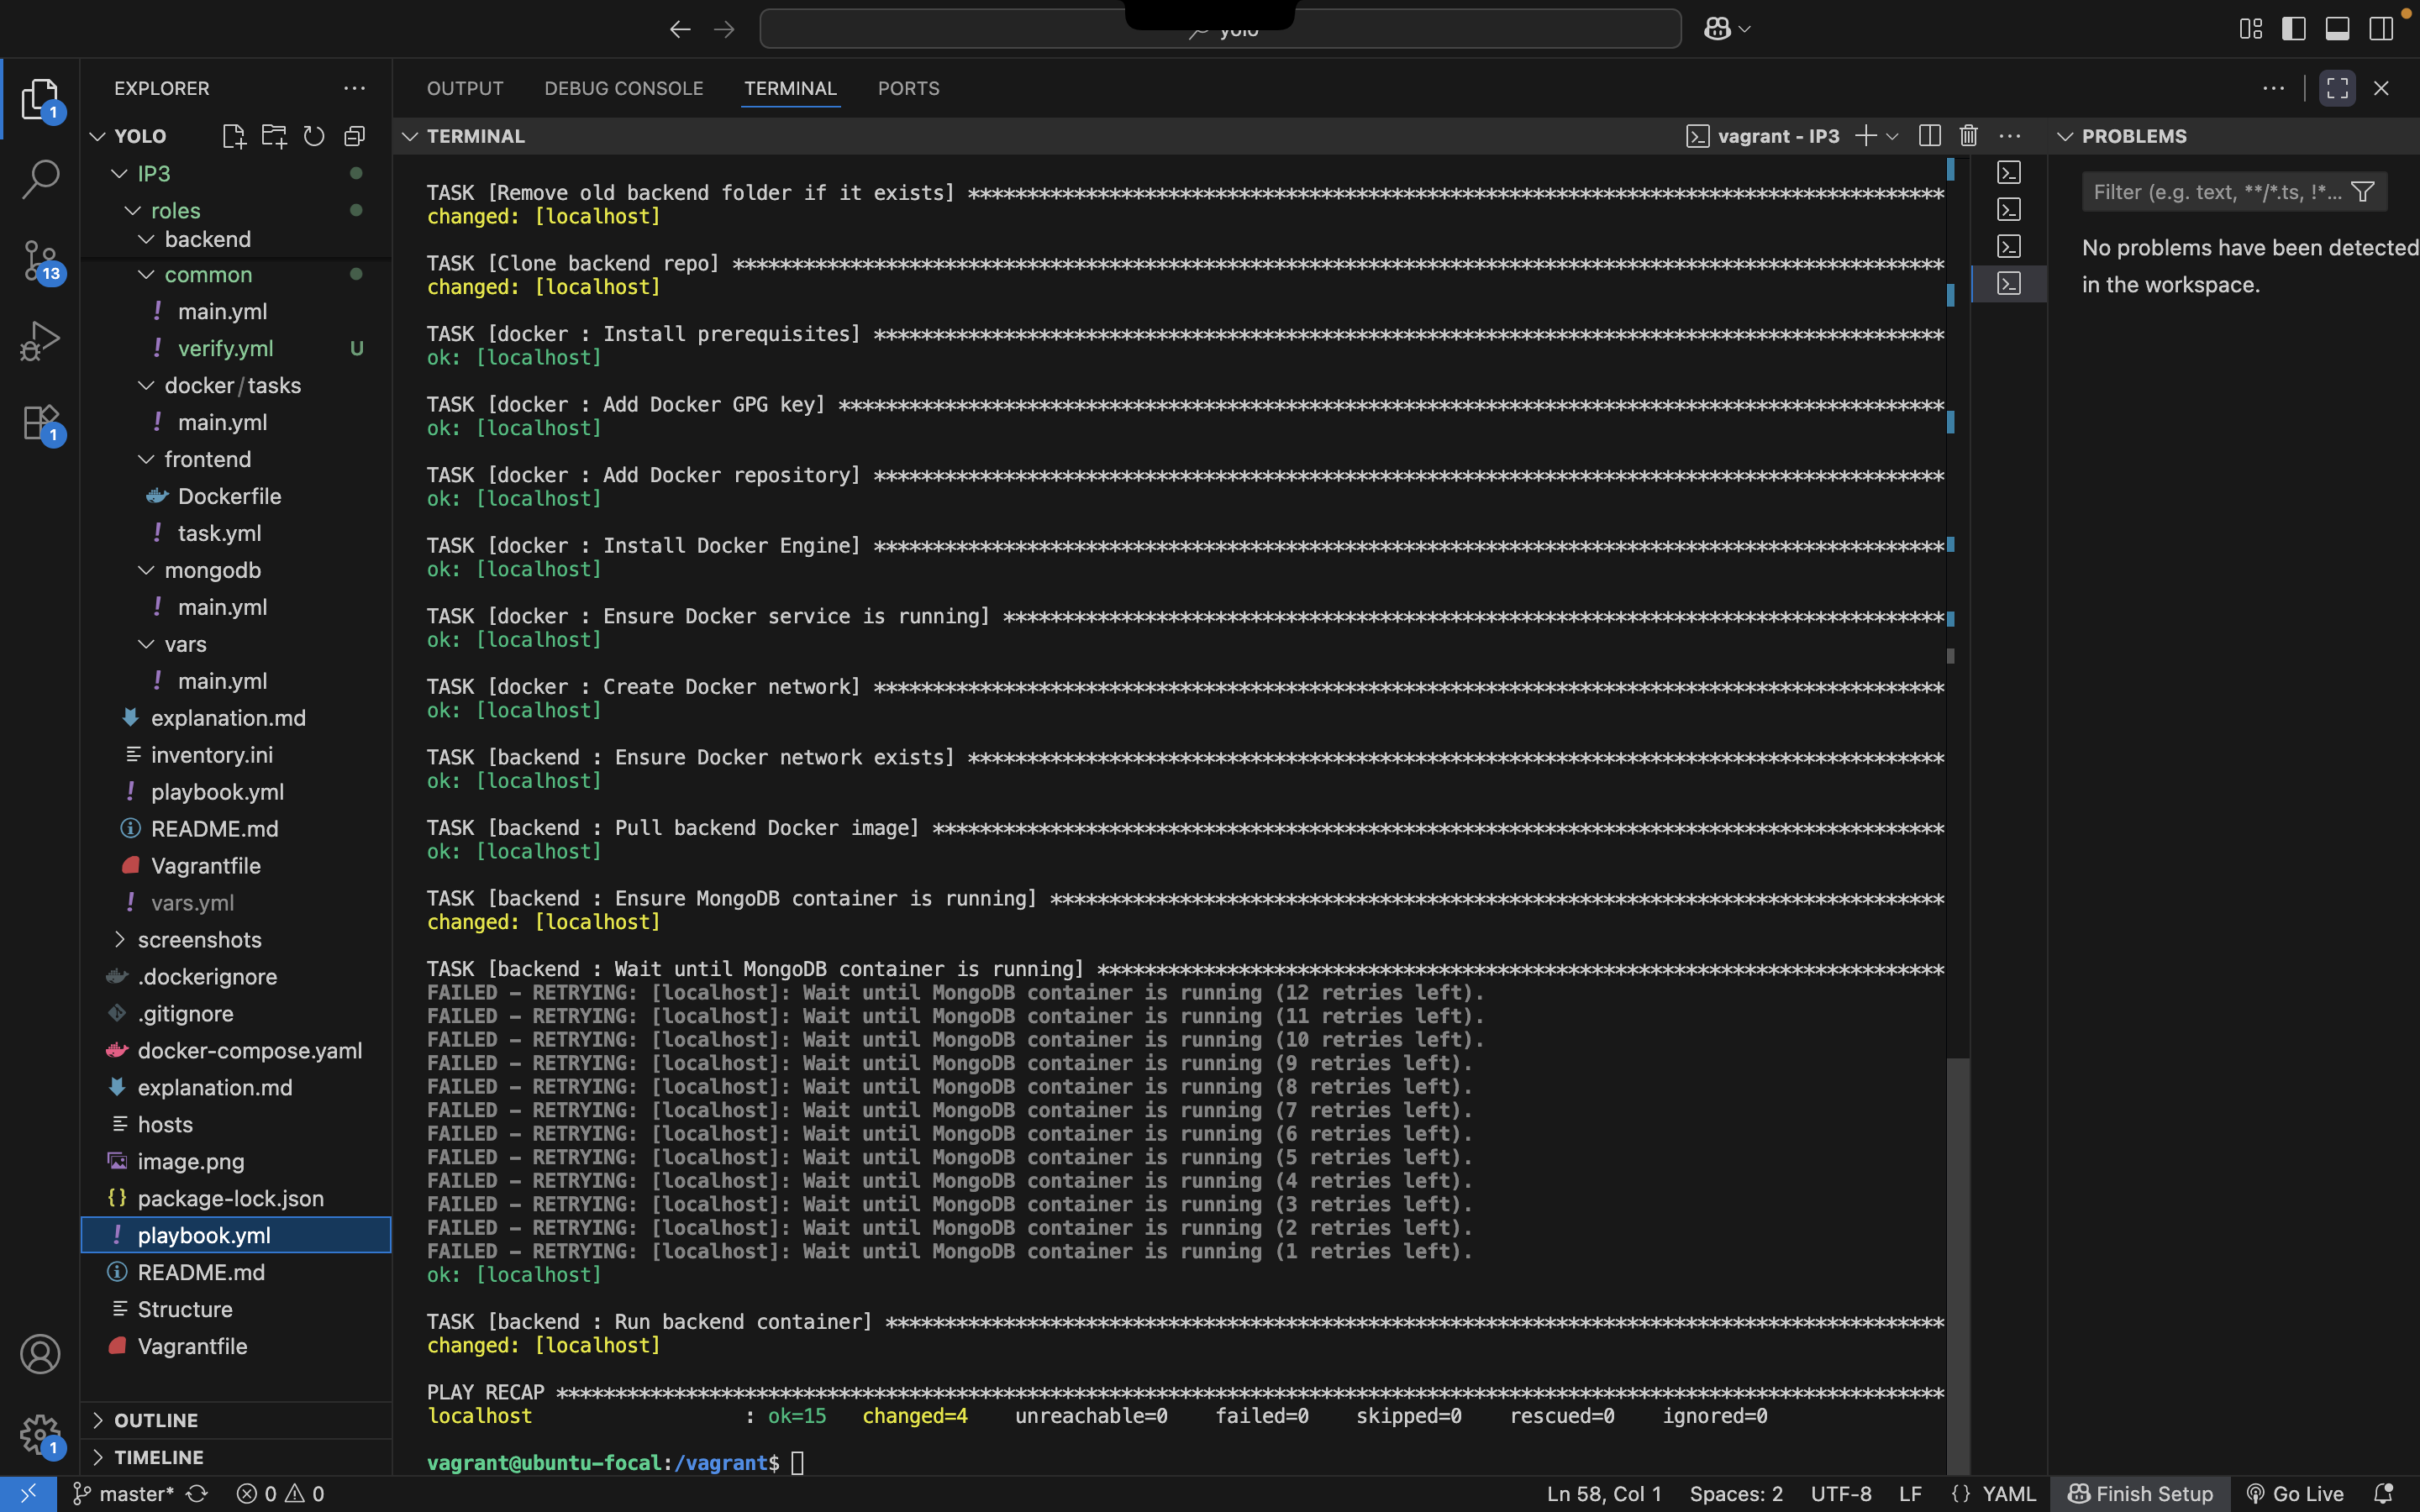 yolo
EXPLORER
YOLO
IP3
roles
backend
common
main.yml
verify.yml U
docker/tasks
main.yml
frontend
Dockerfile
task.yml
mongodb
main.yml
vars
main.yml
explanation.md
inventory.ini
playbook.yml
README.md
Vagrantfile
vars.yml
screenshots
.dockerignore
.gitignore
docker-compose.yaml
explanation.md
hosts
image.png
package-lock.json
playbook.yml
README.md
Structure
Vagrantfile
OUTLINE
TIMELINE
1
13
1
1
OUTPUT DEBUG CONSOLE TERMINAL PORTS
TERMINAL
vagrant - IP3
TASK [Remove old backend folder if it exists] ***********************************************************************************
changed: [localhost]
TASK [Clone backend repo] *******************************************************************************************************
changed: [localhost]
TASK [docker : Install prerequisites] *******************************************************************************************
ok: [localhost]
TASK [docker : Add Docker GPG key] **********************************************************************************************
ok: [localhost]
TASK [docker : Add Docker repository] *******************************************************************************************
ok: [localhost]
TASK [docker : Install Docker Engine] *******************************************************************************************
ok: [localhost]
TASK [docker : Ensure Docker service is running] ********************************************************************************
ok: [localhost]
TASK [docker : Create Docker network] *******************************************************************************************
ok: [localhost]
TASK [backend : Ensure Docker network exists] ***********************************************************************************
ok: [localhost]
TASK [backend : Pull backend Docker image] **************************************************************************************
ok: [localhost]
TASK [backend : Ensure MongoDB container is running] ****************************************************************************
changed: [localhost]
TASK [backend : Wait until MongoDB container is running] ************************************************************************
FAILED - RETRYING: [localhost]: Wait until MongoDB container is running (12 retries left).
FAILED - RETRYING: [localhost]: Wait until MongoDB container is running (11 retries left).
FAILED - RETRYING: [localhost]: Wait until MongoDB container is running (10 retries left).
FAILED - RETRYING: [localhost]: Wait until MongoDB container is running (9 retries left).
FAILED - RETRYING: [localhost]: Wait until MongoDB container is running (8 retries left).
FAILED - RETRYING: [localhost]: Wait until MongoDB container is running (7 retries left).
FAILED - RETRYING: [localhost]: Wait until MongoDB container is running (6 retries left).
FAILED - RETRYING: [localhost]: Wait until MongoDB container is running (5 retries left).
FAILED - RETRYING: [localhost]: Wait until MongoDB container is running (4 retries left).
FAILED - RETRYING: [localhost]: Wait until MongoDB container is running (3 retries left).
FAILED - RETRYING: [localhost]: Wait until MongoDB container is running (2 retries left).
FAILED - RETRYING: [localhost]: Wait until MongoDB container is running (1 retries left).
ok: [localhost]
TASK [backend : Run backend container] ******************************************************************************************
changed: [localhost]
PLAY RECAP **********************************************************************************************************************
localhost : ok=15 changed=4 unreachable=0 failed=0 skipped=0 rescued=0 ignored=0
vagrant@ubuntu-focal:/vagrant$
PROBLEMS
Filter (e.g. text, **/*.ts, !*...
No problems have been detected
in the workspace.
master* 0 0 Ln 58, Col 1 Spaces: 2 UTF-8 LF {} YAML Finish Setup Go Live